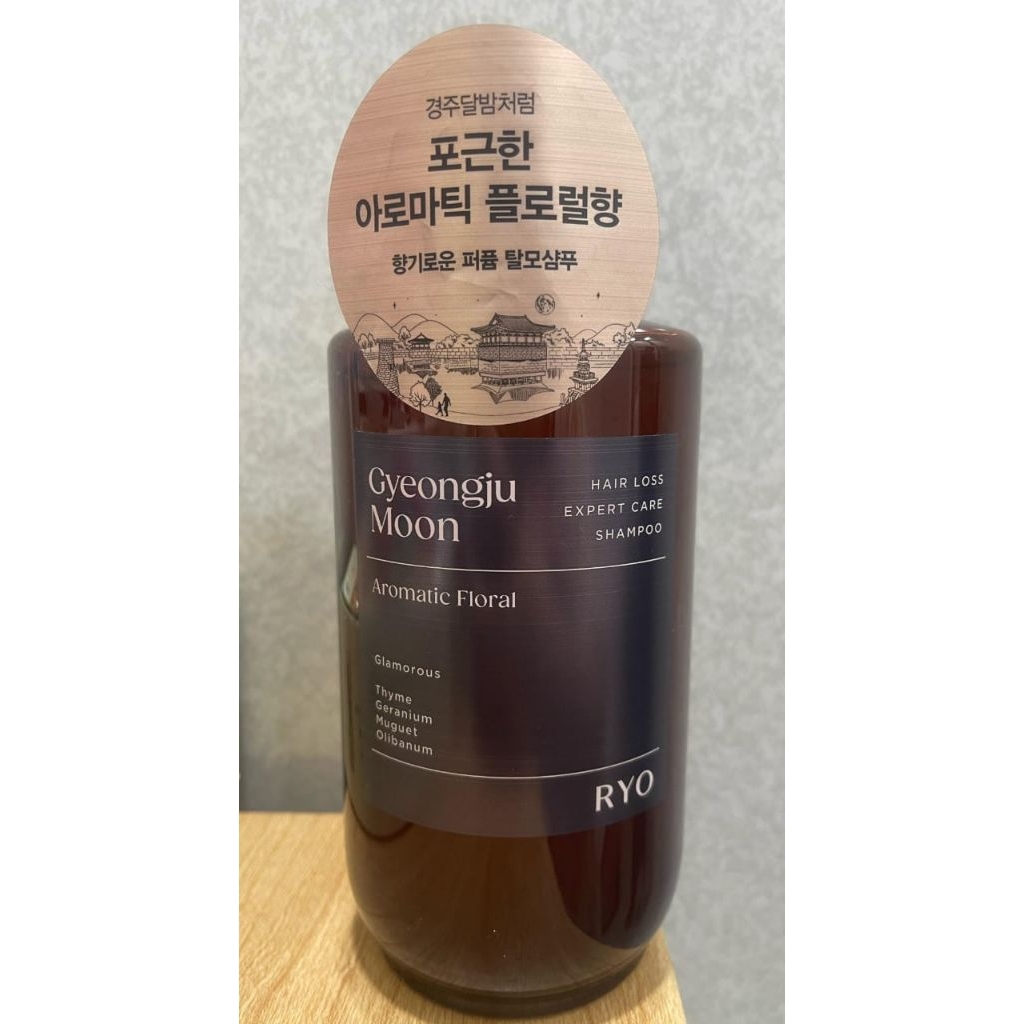 경주달밤처럼
포근한
아로마틱 플로럴향
향기로운 퍼퓸 탈모샴푸
Gyeongju
Moon
HAIR LOSS
EXPERT CARE
SHAMPOO
Aromatic Floral
Glamorous
Thyme
Geranium
Muguet
Olibanum
RYO